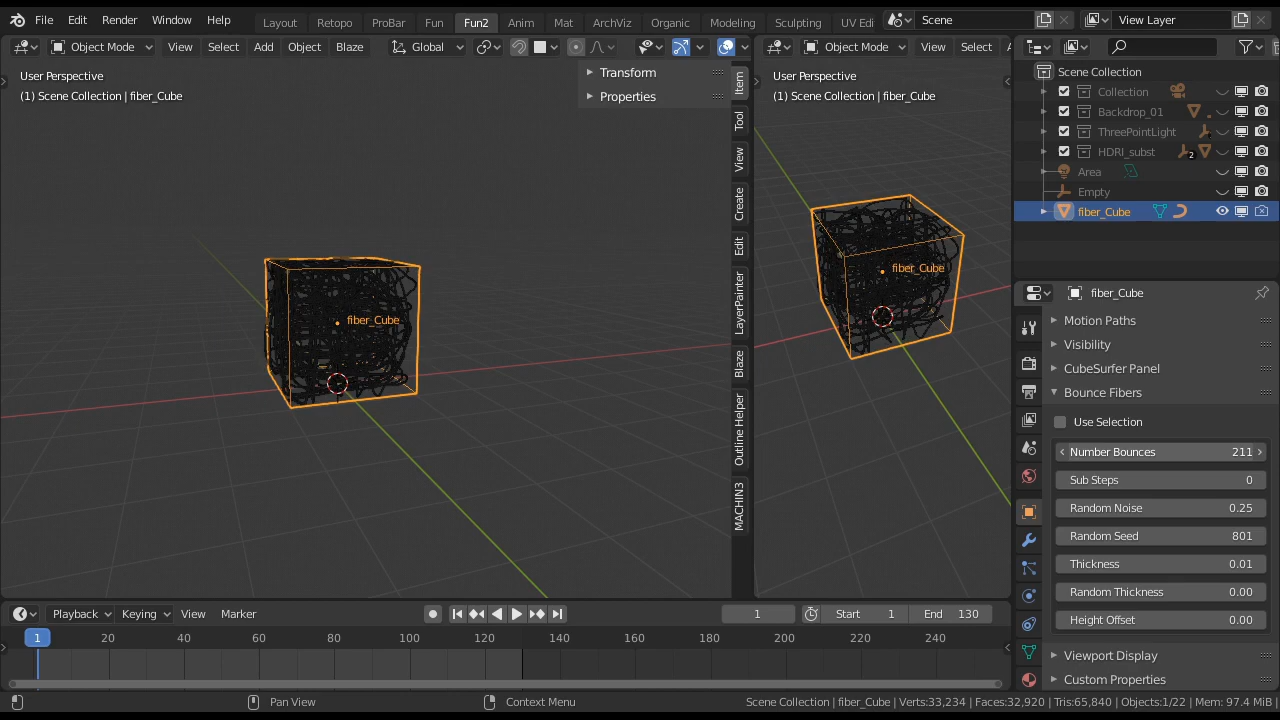 File Edit Render Window Help Layout Retopo ProBar Fun Fun2 Anim Mat ArchViz Organic Modeling Sculpting UV Edi Scene View Layer
Object Mode View Select Add Object Blaze Global Object Mode View Select
User Perspective
(1) Scene Collection | fiber_Cube
Transform
Properties
Item
Tool
View
Create
Edit
LayerPainter
Blaze
Outline Helper
MACHIN3
fiber_Cube
User Perspective
(1) Scene Collection | fiber_Cube
fiber_Cube
Scene Collection
Collection
Backdrop_01
ThreePointLight
HDRI_subst 2
Area
Empty
fiber_Cube
fiber_Cube
Motion Paths
Visibility
CubeSurfer Panel
Bounce Fibers
Use Selection
Number Bounces 211
Sub Steps 0
Random Noise 0.25
Random Seed 801
Thickness 0.01
Random Thickness 0.00
Height Offset 0.00
Viewport Display
Custom Properties
Playback Keying View Marker 1 Start 1 End 130
1 20 40 60 80 100 120 140 160 180 200 220 240
Pan View Context Menu Scene Collection | fiber_Cube | Verts:33,234 | Faces:32,920 | Tris:65,840 | Objects:1/22 | Mem: 97.4 MiB